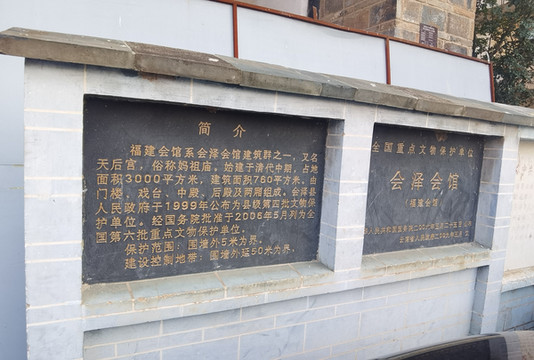 简介
福建会馆系会泽会馆建筑群之一，又名
天后宫，俗称妈祖庙，始建于清代中期，占地
面积3000平方米，建筑面积780平方米，由
门楼、戏台、中殿、后殿及两厢组成，会泽县
人民政府于1999年公布为县级第四批文物保
护单位。经国务院批准于2006年5月列为全
国第六批重点文物保护单位。
保护范围：围墙外5米为界。
建设控制地带：围墙外延50米为界。
全国重点文物保护单位
会泽会馆
（福建会馆）